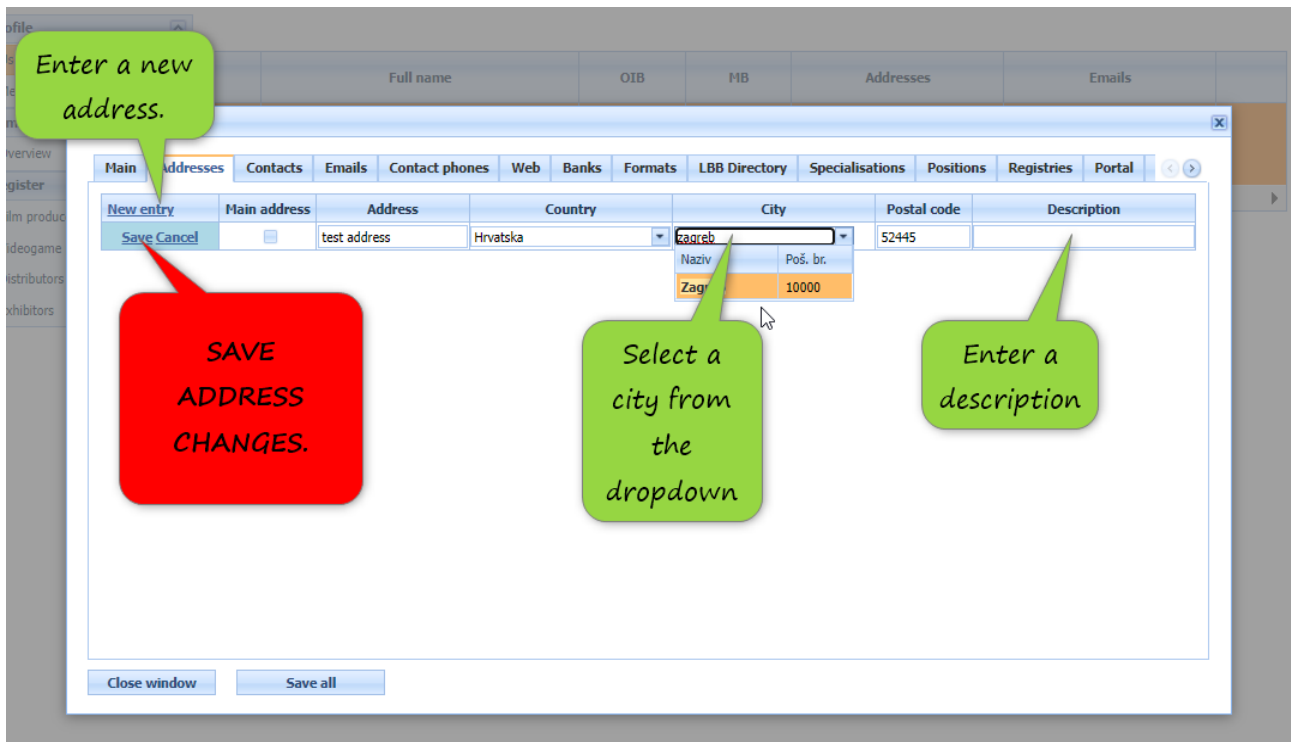 ofile
Enter a new
address.
Full name OIB MB Addresses Emails
Overview
egister
ilm produc
ideogame
istributors
xhibitors
Main Addresses Contacts Emails Contact phones Web Banks Formats LBB Directory Specialisations Positions Registries Portal
New entry Main address Address Country City Postal code Description
Save Cancel test address Hrvatska zagreb 52445
Naziv Poš. br.
Zagreb 10000
SAVE
ADDRESS
CHANGES.
Select a
city from
the
dropdown
Enter a
description
Close window Save all